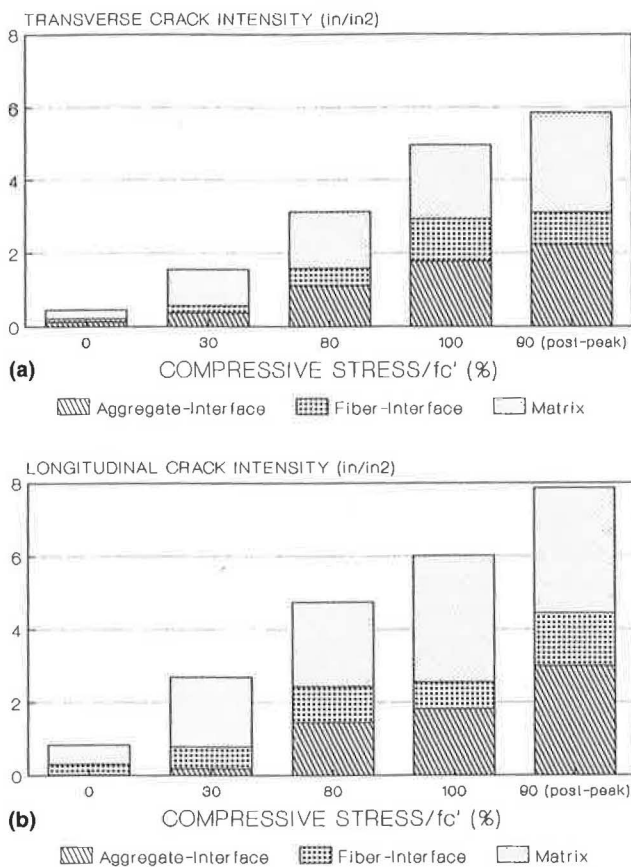 TRANSVERSE CRACK INTENSITY (in/in2)
8
6
4
2
0
0 30 80 100 90 (post-peak)
(a) COMPRESSIVE STRESS/fc' (%)
Aggregate-Interface Fiber-Interface Matrix
LONGITUDINAL CRACK INTENSITY (in/in2)
8
6
4
2
0
0 30 80 100 90 (post-peak)
(b) COMPRESSIVE STRESS/fc' (%)
Aggregate-Interface Fiber-Interface Matrix